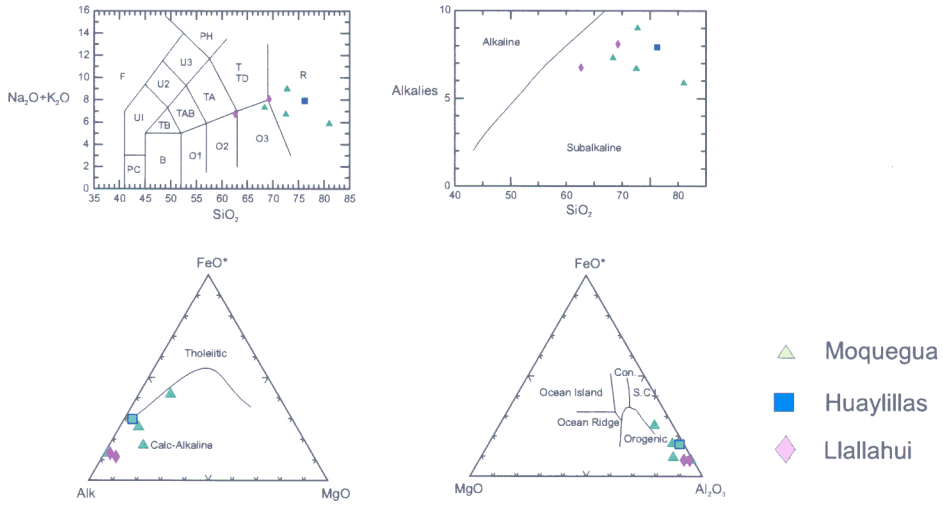 16
14
12
10
8
6
4
2
0
Na₂O+K₂O
35 40 45 50 55 60 65 70 75 80 85
SiO₂
F
PH
U3
U2
UI
TB
TAB
TA
T
TD
R
PC
B
O1
O2
O3
10
5
0
Alkalies
40 50 60 70 80
SiO₂
Alkaline
Subalkaline
FeO*
Tholeiitic
Calc-Alkaline
Alk
MgO
FeO*
Con.
Ocean Island
S.C.I.
Ocean Ridge
Orogenic
MgO
Al₂O₃
Moquegua
Huaylillas
Llallahui